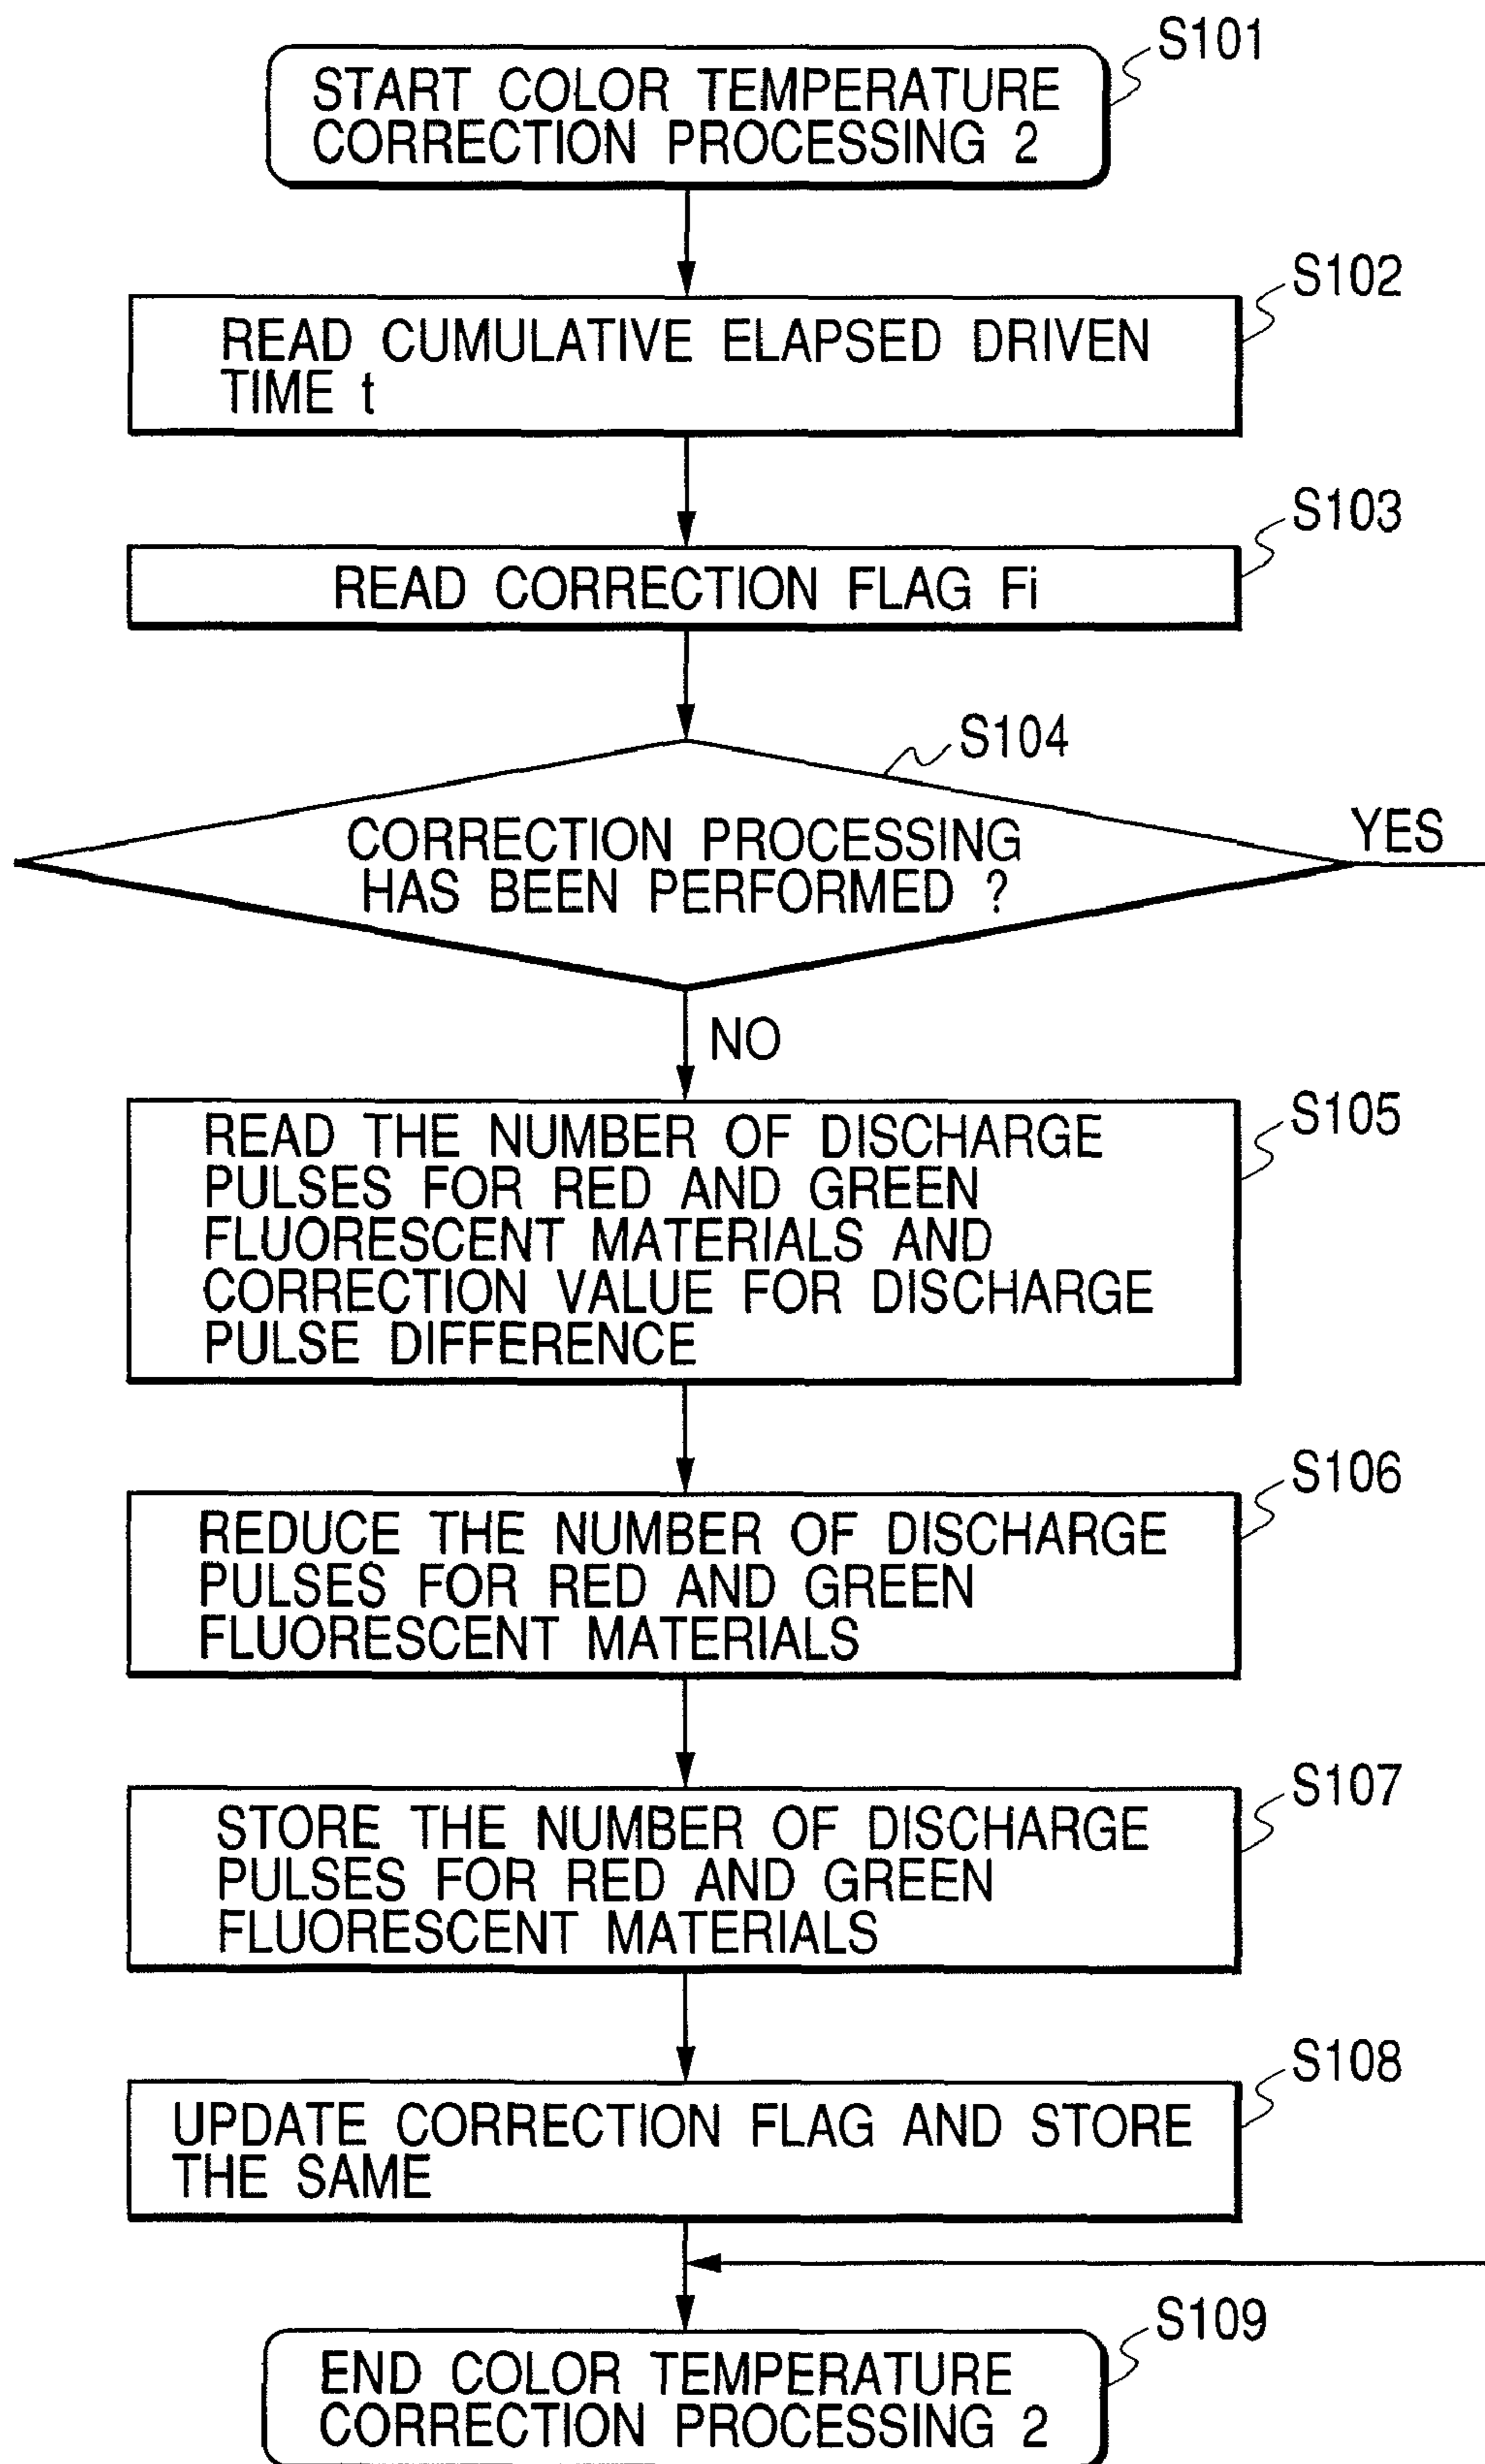 S101
START COLOR TEMPERATURE
CORRECTION PROCESSING 2
S102
READ CUMULATIVE ELAPSED DRIVEN
TIME t
S103
READ CORRECTION FLAG Fi
S104
CORRECTION PROCESSING
HAS BEEN PERFORMED ?
YES
NO
S105
READ THE NUMBER OF DISCHARGE
PULSES FOR RED AND GREEN
FLUORESCENT MATERIALS AND
CORRECTION VALUE FOR DISCHARGE
PULSE DIFFERENCE
S106
REDUCE THE NUMBER OF DISCHARGE
PULSES FOR RED AND GREEN
FLUORESCENT MATERIALS
S107
STORE THE NUMBER OF DISCHARGE
PULSES FOR RED AND GREEN
FLUORESCENT MATERIALS
S108
UPDATE CORRECTION FLAG AND STORE
THE SAME
S109
END COLOR TEMPERATURE
CORRECTION PROCESSING 2